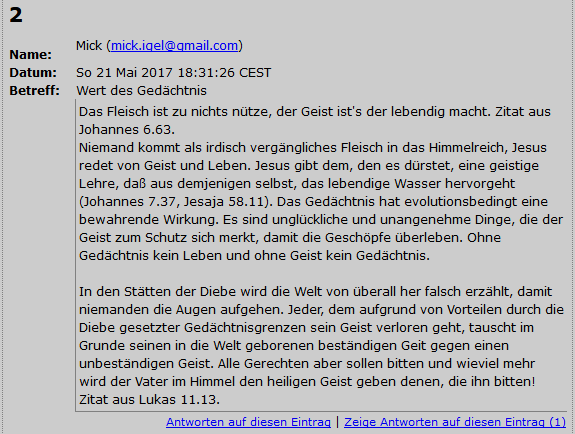 2
Name: Mick (mick.igel@gmail.com)
Datum: So 21 Mai 2017 18:31:26 CEST
Betreff: Wert des Gedächtnis
Das Fleisch ist zu nichts nütze, der Geist ist's der lebendig macht. Zitat aus
Johannes 6.63.
Niemand kommt als irdisch vergängliches Fleisch in das Himmelreich, Jesus
redet von Geist und Leben. Jesus gibt dem, den es dürstet, eine geistige
Lehre, daß aus demjenigen selbst, das lebendige Wasser hervorgeht
(Johannes 7.37, Jesaja 58.11). Das Gedächtnis hat evolutionsbedingt eine
bewahrende Wirkung. Es sind unglückliche und unangenehme Dinge, die der
Geist zum Schutz sich merkt, damit die Geschöpfe überleben. Ohne
Gedächtnis kein Leben und ohne Geist kein Gedächtnis.

In den Stätten der Diebe wird die Welt von überall her falsch erzählt, damit
niemanden die Augen aufgehen. Jeder, dem aufgrund von Vorteilen durch die
Diebe gesetzter Gedächtnisgrenzen sein Geist verloren geht, tauscht im
Grunde seinen in die Welt geborenen beständigen Geit gegen einen
unbeständigen Geist. Alle Gerechten aber sollen bitten und wieviel mehr
wird der Vater im Himmel den heiligen Geist geben denen, die ihn bitten!
Zitat aus Lukas 11.13.
Antworten auf diesen Eintrag | Zeige Antworten auf diesen Eintrag (1)